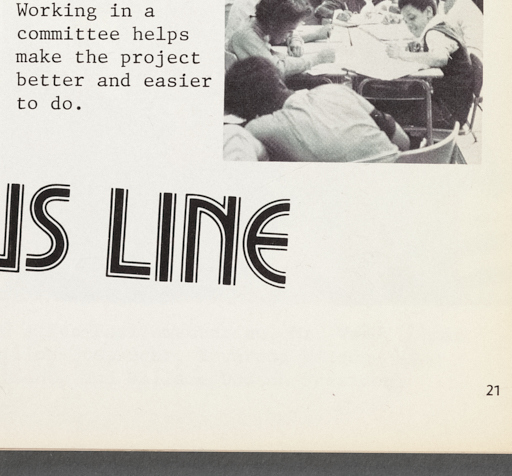 Working in a
committee helps
make the project
better and easier
to do.
US LINE
21